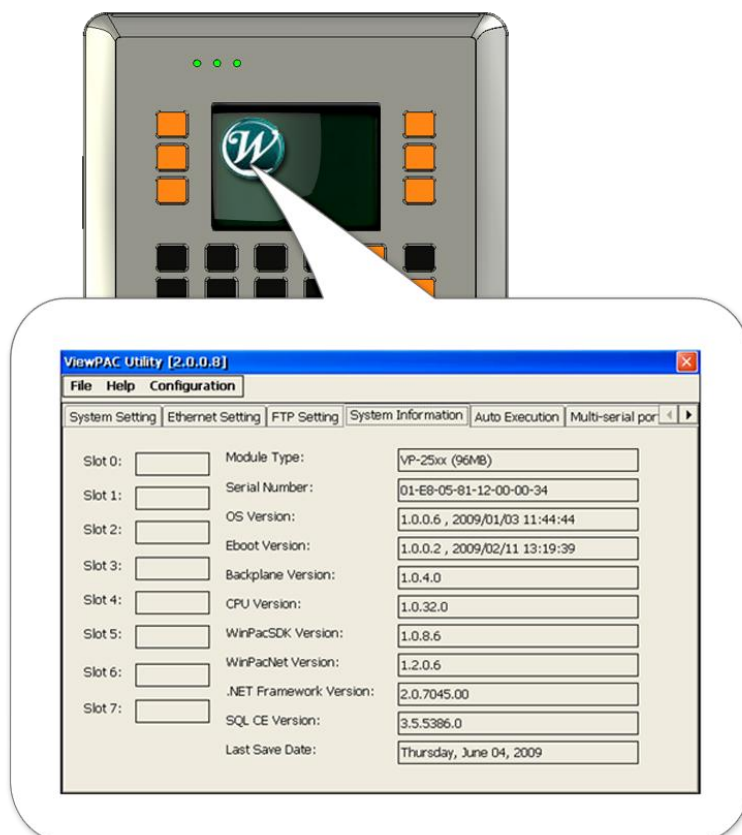 W
ViewPAC Utility [2.0.0.8]
File Help Configuration
System Setting Ethernet Setting FTP Setting System Information Auto Execution Multi-serial por
Slot 0:
Slot 1:
Slot 2:
Slot 3:
Slot 4:
Slot 5:
Slot 6:
Slot 7:
Module Type: VP-25xx (96MB)
Serial Number: 01-E8-05-81-12-00-00-34
OS Version: 1.0.0.6 , 2009/01/03 11:44:44
Eboot Version: 1.0.0.2 , 2009/02/11 13:19:39
Backplane Version: 1.0.4.0
CPU Version: 1.0.32.0
WinPacSDK Version: 1.0.8.6
WinPacNet Version: 1.2.0.6
.NET Framework Version: 2.0.7045.00
SQL CE Version: 3.5.5386.0
Last Save Date: Thursday, June 04, 2009